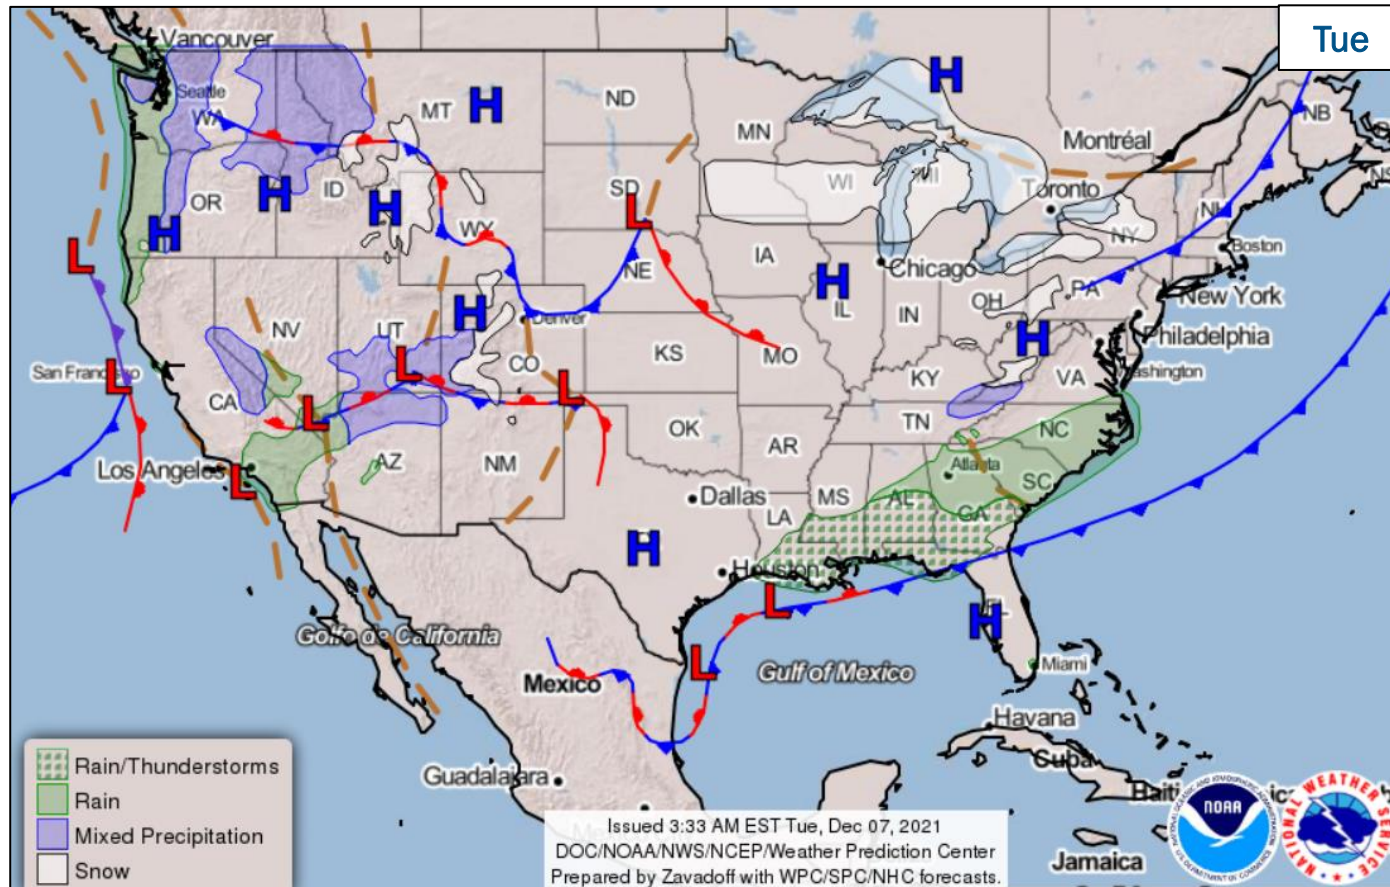 Tue
Vancouver
Seattle
WA
MT
ND
MN
Montréal
NB
OR
ID
SD
WI
MI
Toronto
NY
Boston
WY
NE
IA
Chicago
PA
New York
NV
UT
Denver
IL
IN
OH
Philadelphia
San Francisco
CO
KS
MO
KY
VA
Washington
CA
TN
NC
Los Angeles
AZ
NM
OK
AR
Atlanta
SC
Dallas
MS
AL
GA
LA
Houston
FL
Golfo de California
Mexico
Gulf of Mexico
Miami
Havana
Cuba
Guadalajara
Haiti
Jamaica
H
H
H
H
H
H
H
H
H
H
H
L
L
L
L
L
L
L
L
L
Rain/Thunderstorms
Rain
Mixed Precipitation
Snow
Issued 3:33 AM EST Tue, Dec 07, 2021
DOC/NOAA/NWS/NCEP/Weather Prediction Center
Prepared by Zavadoff with WPC/SPC/NHC forecasts.
NOAA
NATIONAL WEATHER SERVICE